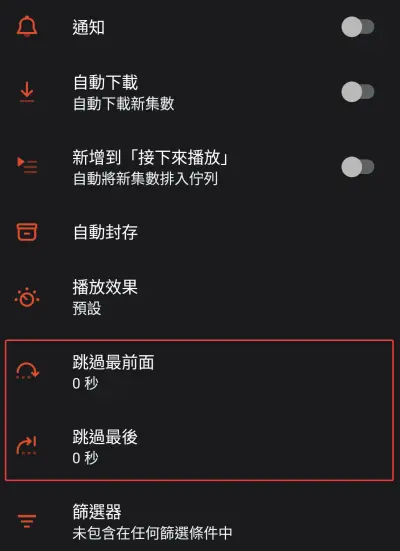 通知
自動下載
自動下載新集數
新增到「接下來播放」
自動將新集數排入佇列
自動封存
播放效果
預設
跳過最前面
0 秒
跳過最後
0 秒
篩選器
未包含在任何篩選條件中